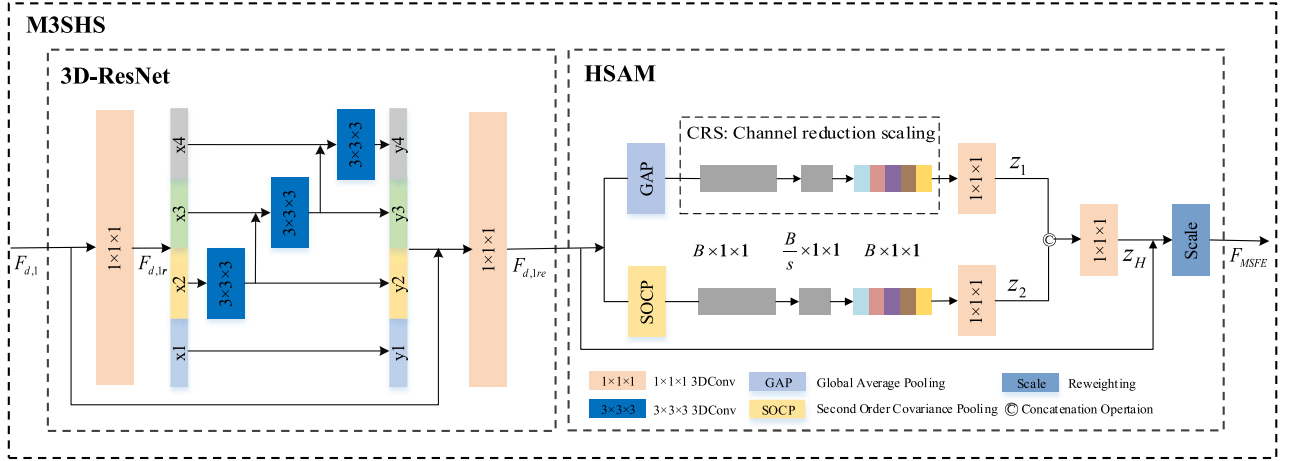 M3SHS
3D-ResNet
HSAM
CRS: Channel reduction scaling
x4
x3
x2
x1
y4
y3
y2
y1
1×1×1
3×3×3
3×3×3
3×3×3
1×1×1
F_{d,1}
F_{d,1r}
F_{d,1re}
GAP
SOCP
B×1×1
B/s×1×1
B×1×1
1×1×1
1×1×1
z_1
z_2
©
1×1×1
z_H
Scale
F_{MSFE}
1×1×1 1×1×1 3DConv
GAP Global Average Pooling
Scale Reweighting
3×3×3 3×3×3 3DConv
SOCP Second Order Covariance Pooling
© Concatenation Opertaion